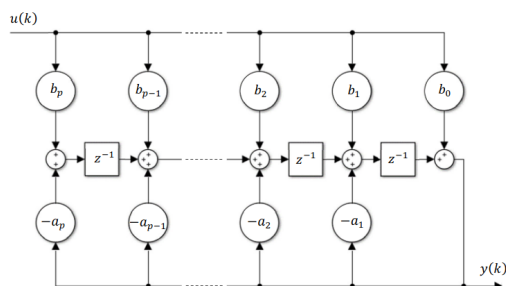 u(k)
b_p b_{p-1} b_2 b_1 b_0
+ + z^{-1} + + + + + + z^{-1} + + + z^{-1} + +
-a_p -a_{p-1} -a_2 -a_1
y(k)